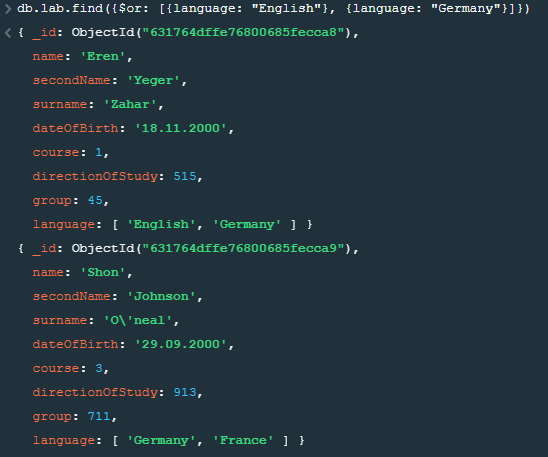 db.lab.find({$or: [{language: "English"}, {language: "Germany"}]})
{ _id: ObjectId("631764dffe76800685fecca8"),
name: 'Eren',
secondName: 'Yeger',
surname: 'Zahar',
dateOfBirth: '18.11.2000',
course: 1,
directionOfStudy: 515,
group: 45,
language: [ 'English', 'Germany' ] }
{ _id: ObjectId("631764dffe76800685fecca9"),
name: 'Shon',
secondName: 'Johnson',
surname: 'O\'neal',
dateOfBirth: '29.09.2000',
course: 3,
directionOfStudy: 913,
group: 711,
language: [ 'Germany', 'France' ] }